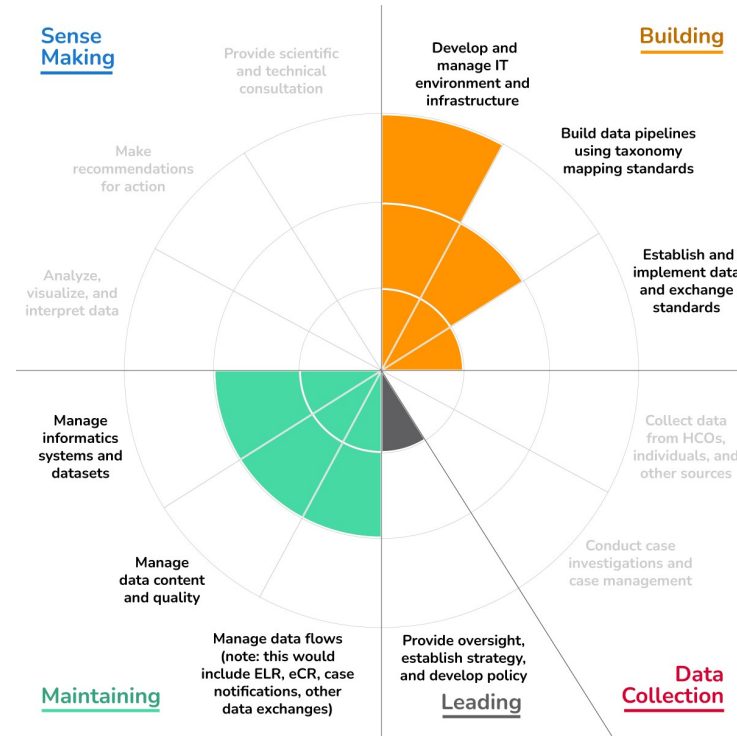 Sense
Making
Provide scientific
and technical
consultation
Develop and
manage IT
environment and
infrastructure
Building
Make
recommendations
for action
Build data pipelines
using taxonomy
mapping standards
Analyze,
visualize, and
interpret data
Establish and
implement data
and exchange
standards
Manage
informatics
systems and
datasets
Collect data
from HCOs,
individuals, and
other sources
Manage
data content
and quality
Conduct case
investigations and
case management
Manage data flows
(note: this would
include ELR, eCR, case
notifications, other
data exchanges)
Provide oversight,
establish strategy,
and develop policy
Maintaining
Leading
Data
Collection